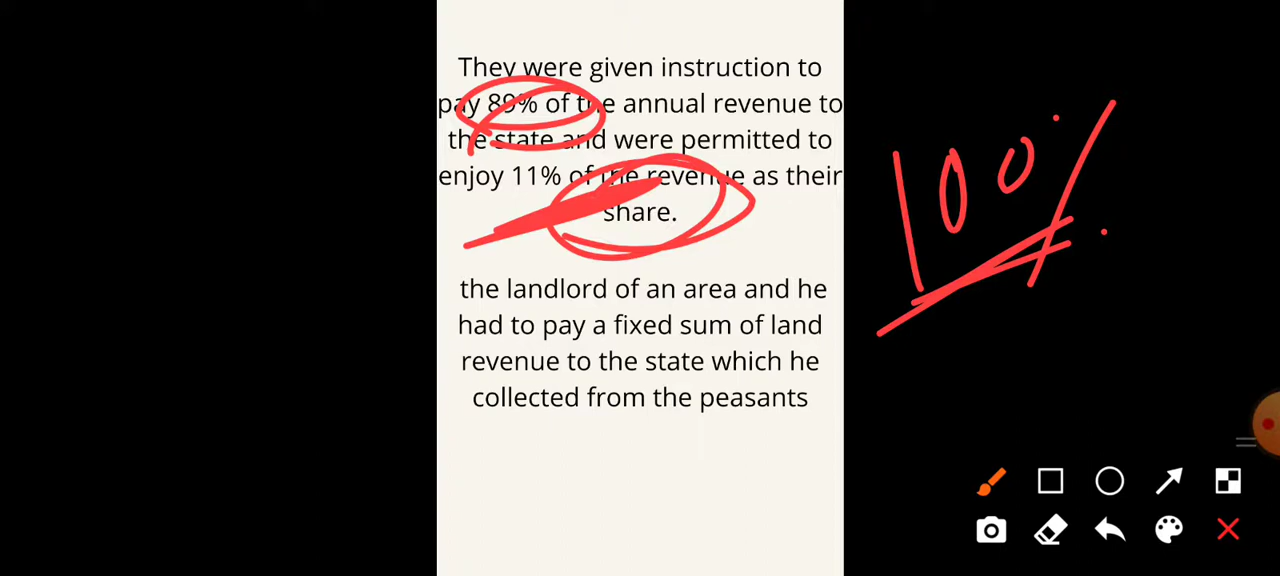 They were given instruction to
pay 89% of the annual revenue to
the state and were permitted to
enjoy 11% of the revenue as their
share.
the landlord of an area and he
had to pay a fixed sum of land
revenue to the state which he
collected from the peasants
100%